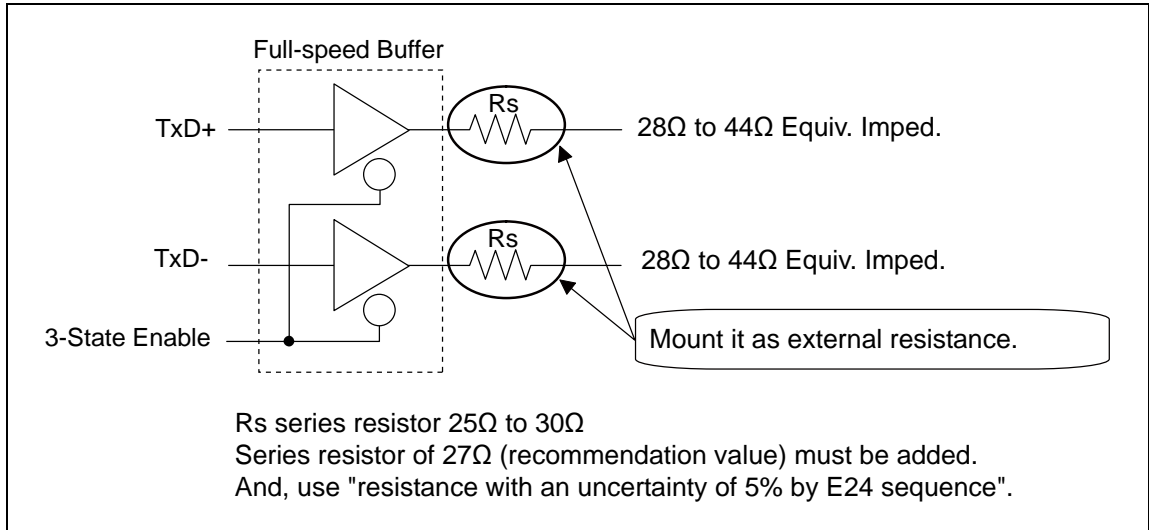 Full-speed Buffer
Rs
TxD+
28Ω to 44Ω Equiv. Imped.
Rs
TxD-
28Ω to 44Ω Equiv. Imped.
3-State Enable
Mount it as external resistance.
Rs series resistor 25Ω to 30Ω
Series resistor of 27Ω (recommendation value) must be added.
And, use "resistance with an uncertainty of 5% by E24 sequence".